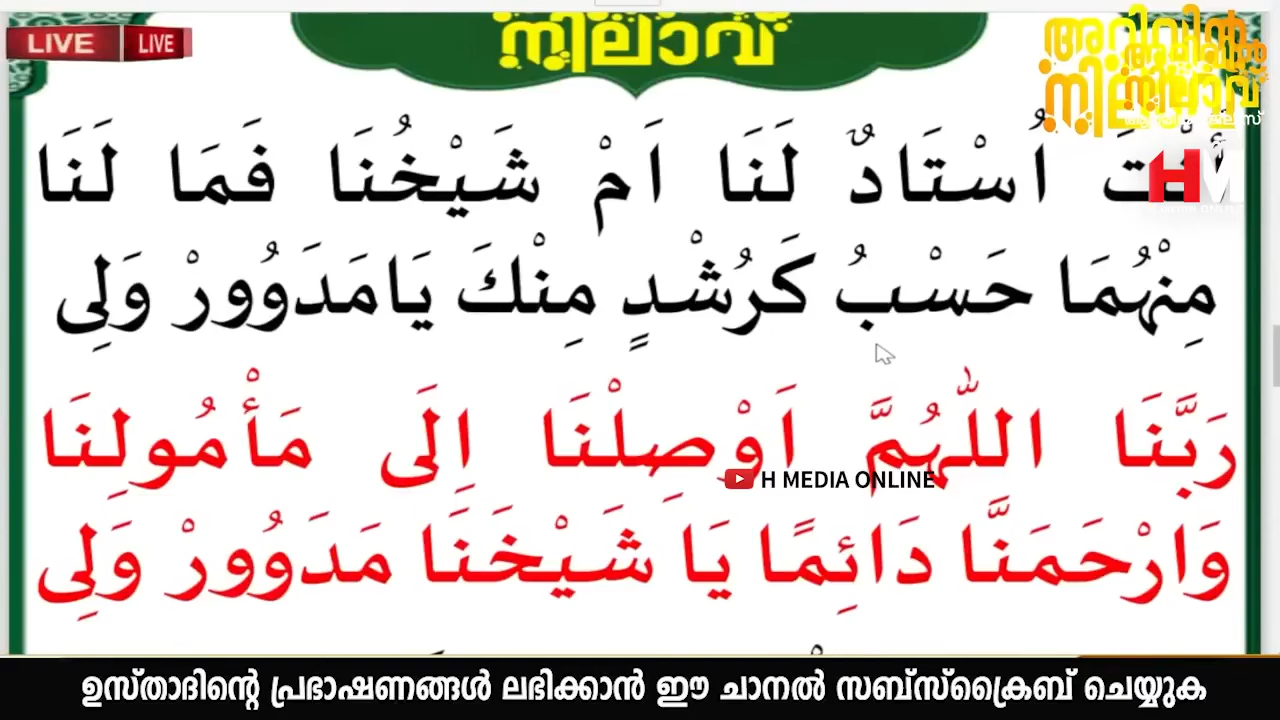 LIVE LIVE
നിലാവ്
അറിവിൻ
നിലാവ്
اُسْتَادٌ لَنَا اَمْ شَيْخُنَا فَمَا لَنَا
مِنْهُمَا حَسْبُ كَرُشْدٍ مِنْكَ يَامَدَوُورْ وَلِى
رَبَّنَا اللّٰهُمَّ اَوْصِلْنَا اِلَى مَأْمُولِنَا
H MEDIA ONLINE
وَارْحَمَنَّا دَائِمًا يَا شَيْخَنَا مَدَوُورْ وَلِى
ഉസ്താദിന്റെ പ്രഭാഷണങ്ങൾ ലഭിക്കാൻ ഈ ചാനൽ സബ്സ്ക്രൈബ് ചെയ്യുക